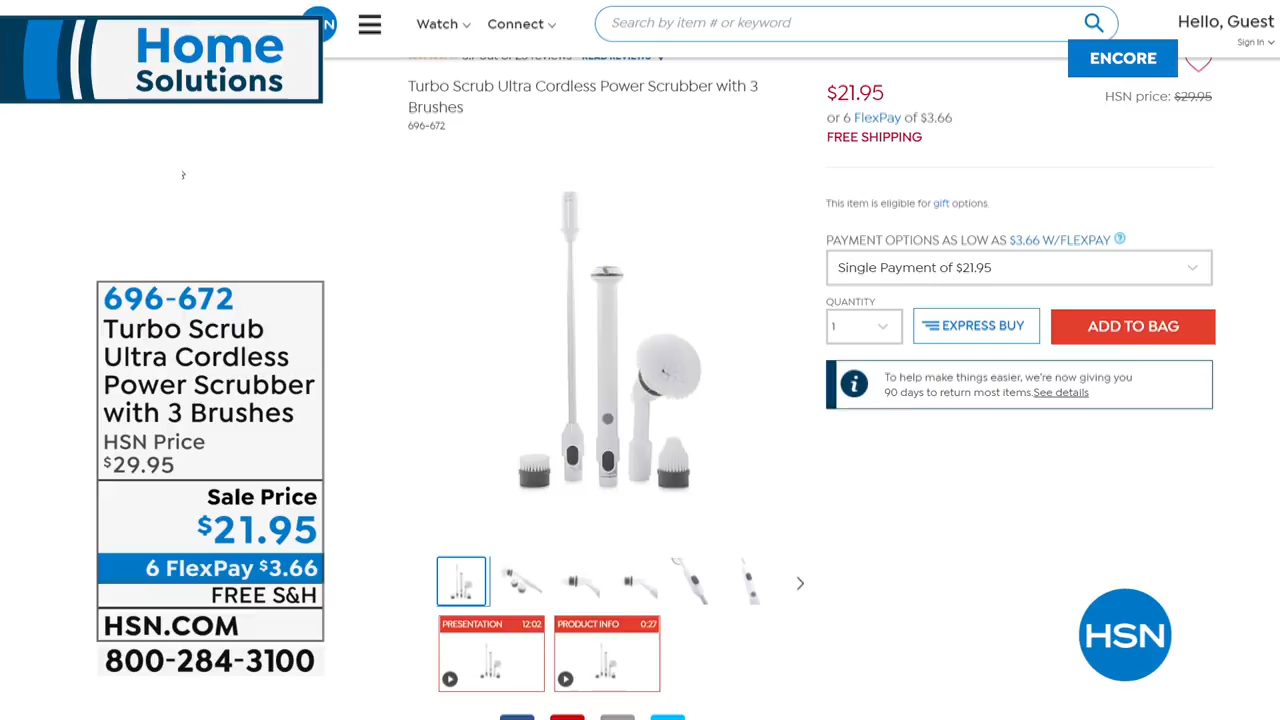 Home
Solutions
Watch
Connect
Search by item # or keyword
Hello, Guest
Sign In
ENCORE
READ REVIEWS
Turbo Scrub Ultra Cordless Power Scrubber with 3
Brushes
696-672
$21.95
HSN price: $29.95
or 6 FlexPay of $3.66
FREE SHIPPING
This item is eligible for gift options.
PAYMENT OPTIONS AS LOW AS $3.66 W/FLEXPAY
Single Payment of $21.95
QUANTITY
1
EXPRESS BUY
ADD TO BAG
To help make things easier, we're now giving you
90 days to return most items.See details
696-672
Turbo Scrub
Ultra Cordless
Power Scrubber
with 3 Brushes
HSN Price
$29.95
Sale Price
$21.95
6 FlexPay $3.66
FREE S&H
HSN.COM
800-284-3100
PRESENTATION 12:02
PRODUCT INFO 0:27
HSN